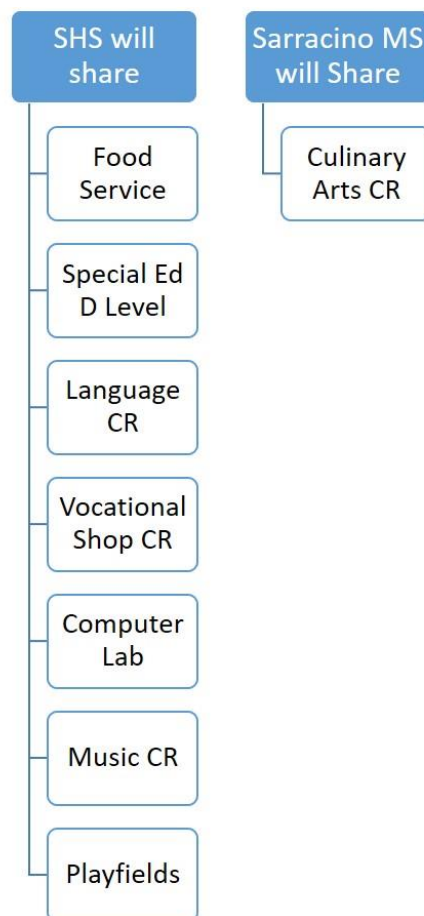 SHS will
share
Food
Service
Special Ed
D Level
Language
CR
Vocational
Shop CR
Computer
Lab
Music CR
Playfields
Sarracino MS
will Share
Culinary
Arts CR